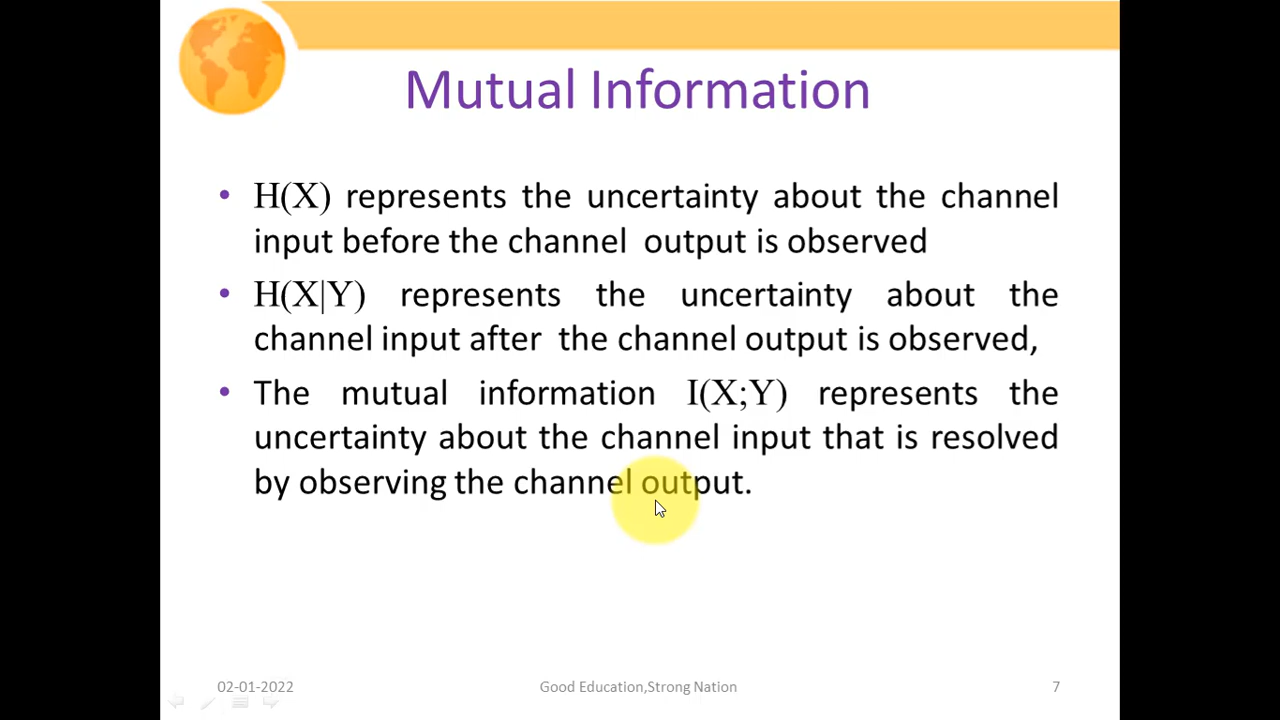 Mutual Information
• H(X) represents the uncertainty about the channel
input before the channel output is observed
• H(X|Y) represents the uncertainty about the
channel input after the channel output is observed,
• The mutual information I(X;Y) represents the
uncertainty about the channel input that is resolved
by observing the channel output.
02-01-2022 Good Education,Strong Nation 7